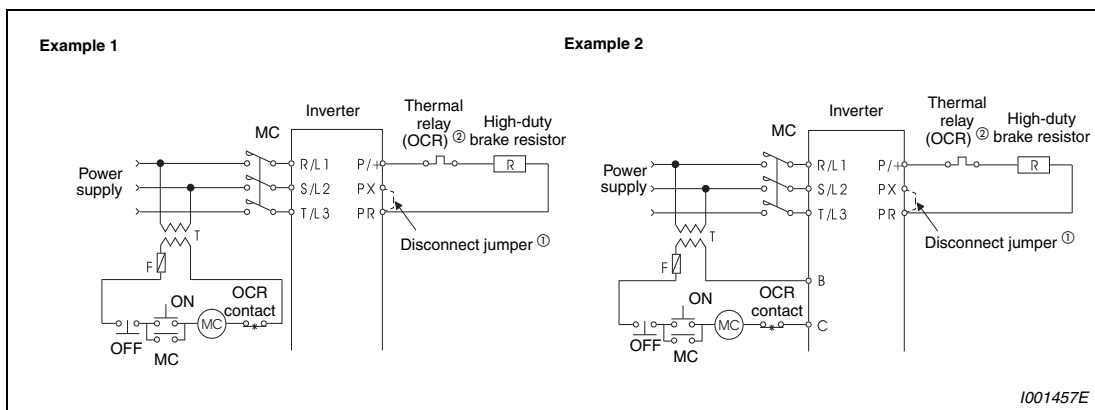 Example 1
Inverter
Thermal
relay
(OCR) ②
High-duty
brake resistor
MC
Power
supply
R/L1
S/L2
T/L3
P/+
PX
PR
R
Disconnect jumper ①
T
F
ON
OCR
contact
MC
OFF
MC
Example 2
Inverter
Thermal
relay
(OCR) ②
High-duty
brake resistor
MC
Power
supply
R/L1
S/L2
T/L3
P/+
PX
PR
R
Disconnect jumper ①
T
F
B
ON
OCR
contact
MC
C
OFF
MC
I001457E